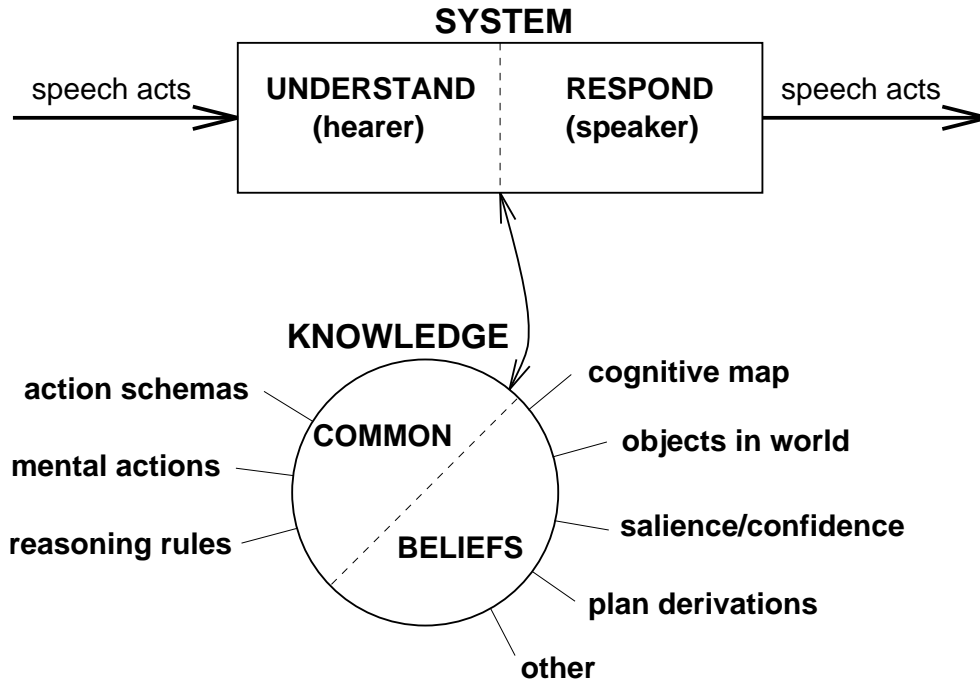 SYSTEM
speech acts
UNDERSTAND
(hearer)
RESPOND
(speaker)
speech acts
KNOWLEDGE
COMMON
BELIEFS
action schemas
mental actions
reasoning rules
cognitive map
objects in world
salience/confidence
plan derivations
other